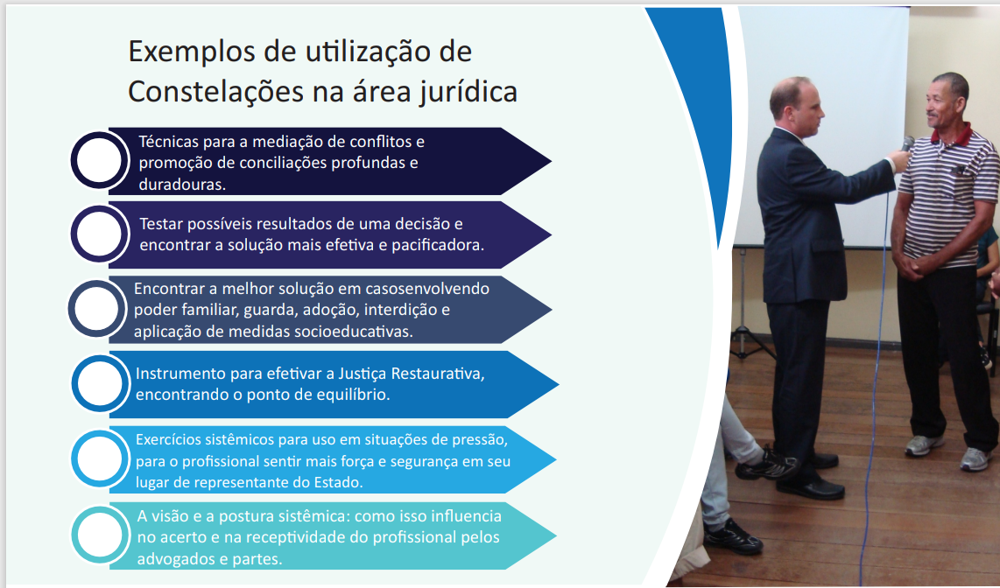 Exemplos de utilização de
Constelações na área jurídica
Técnicas para a mediação de conflitos e
promoção de conciliações profundas e
duradouras.
Testar possíveis resultados de uma decisão e
encontrar a solução mais efetiva e pacificadora.
Encontrar a melhor solução em casosenvolvendo
poder familiar, guarda, adoção, interdição e
aplicação de medidas socioeducativas.
Instrumento para efetivar a Justiça Restaurativa,
encontrando o ponto de equilíbrio.
Exercícios sistêmicos para uso em situações de pressão,
para o profissional sentir mais força e segurança em seu
lugar de representante do Estado.
A visão e a postura sistêmica: como isso influencia
no acerto e na receptividade do profissional pelos
advogados e partes.